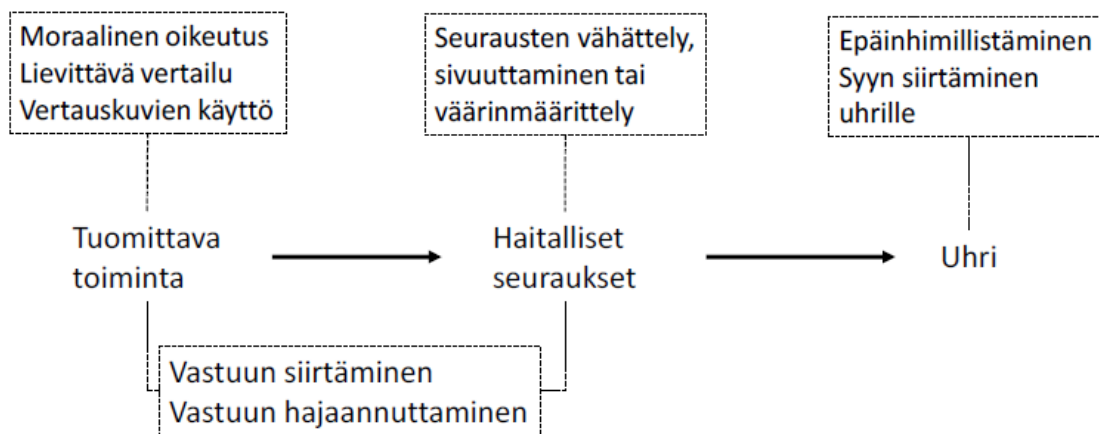 Moraalinen oikeutus
Lievittävä vertailu
Vertauskuvien käyttö
Seurausten vähättely,
sivuuttaminen tai
väärinmäärittely
Epäinhimillistäminen
Syyn siirtäminen
uhrille
Tuomittava
toiminta
Haitalliset
seuraukset
Uhri
Vastuun siirtäminen
Vastuun hajaannuttaminen